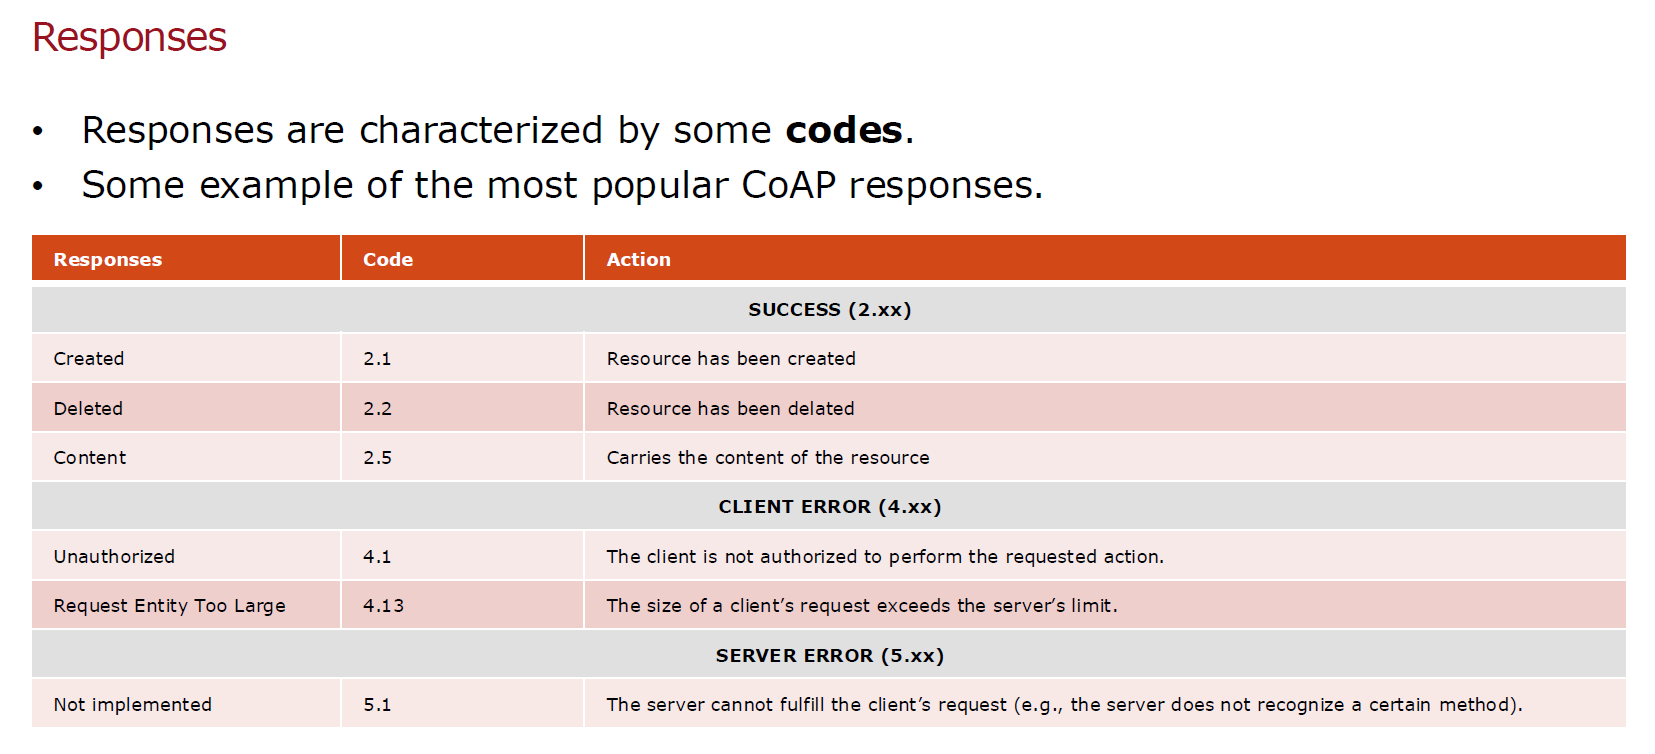 Responses
• Responses are characterized by some codes.
• Some example of the most popular CoAP responses.
Responses Code Action
SUCCESS (2.xx)
Created 2.1 Resource has been created
Deleted 2.2 Resource has been delated
Content 2.5 Carries the content of the resource
CLIENT ERROR (4.xx)
Unauthorized 4.1 The client is not authorized to perform the requested action.
Request Entity Too Large 4.13 The size of a client’s request exceeds the server’s limit.
SERVER ERROR (5.xx)
Not implemented 5.1 The server cannot fulfill the client’s request (e.g., the server does not recognize a certain method).